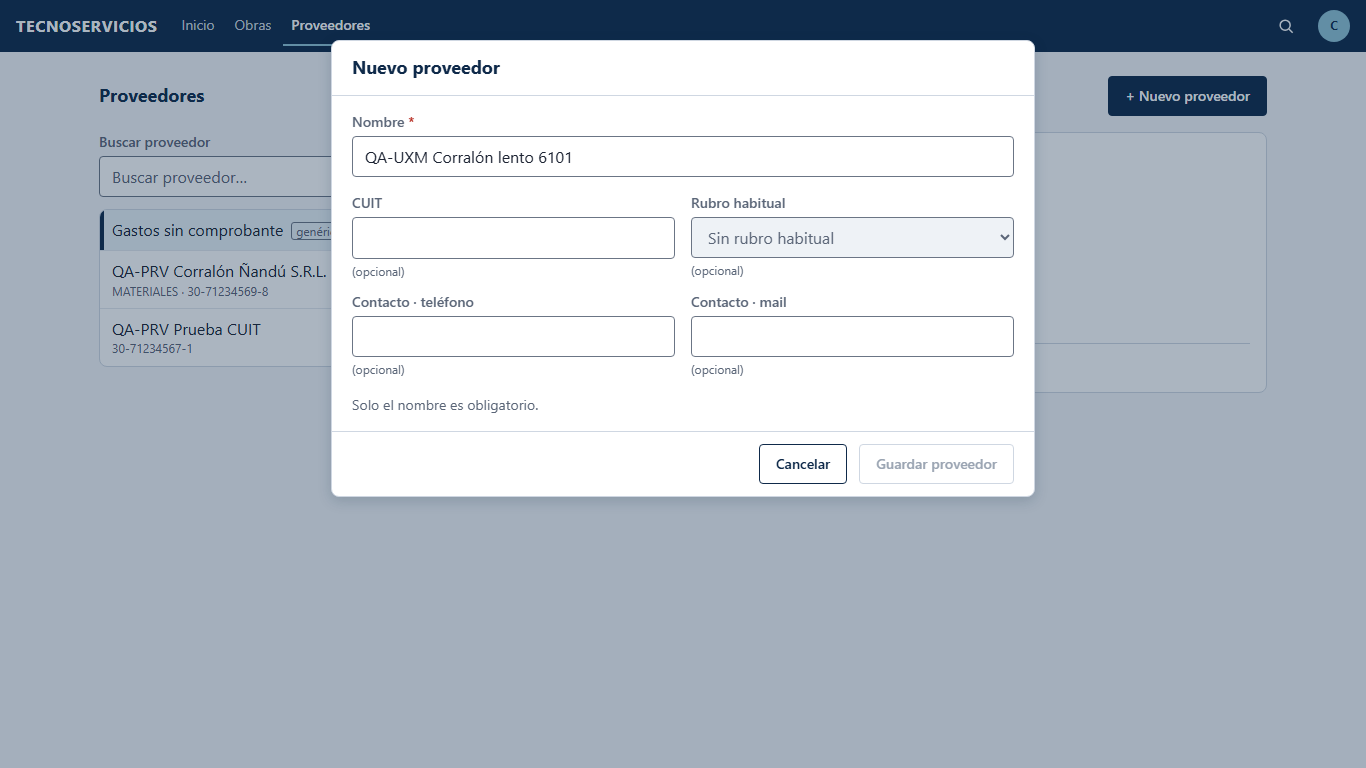 TECNOSERVICIOS Inicio Obras Proveedores C
Nuevo proveedor
Proveedores
+ Nuevo proveedor
Nombre *
QA-UXM Corralón lento 6101
Buscar proveedor
Buscar proveedor...
CUIT
Rubro habitual
Sin rubro habitual
(opcional)
(opcional)
Gastos sin comprobante
QA-PRV Corralón Ñandú S.R.L.
MATERIALES · 30-71234569-8
QA-PRV Prueba CUIT
30-71234567-1
Contacto · teléfono
Contacto · mail
(opcional)
(opcional)
Solo el nombre es obligatorio.
Cancelar
Guardar proveedor